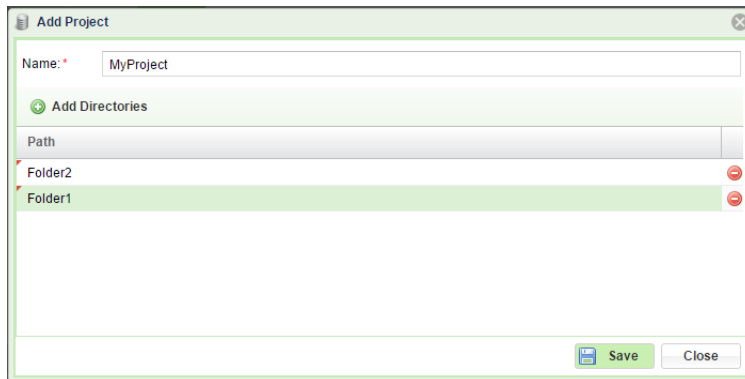 Add Project
Name:* MyProject
Add Directories
Path
Folder2
Folder1
Save Close